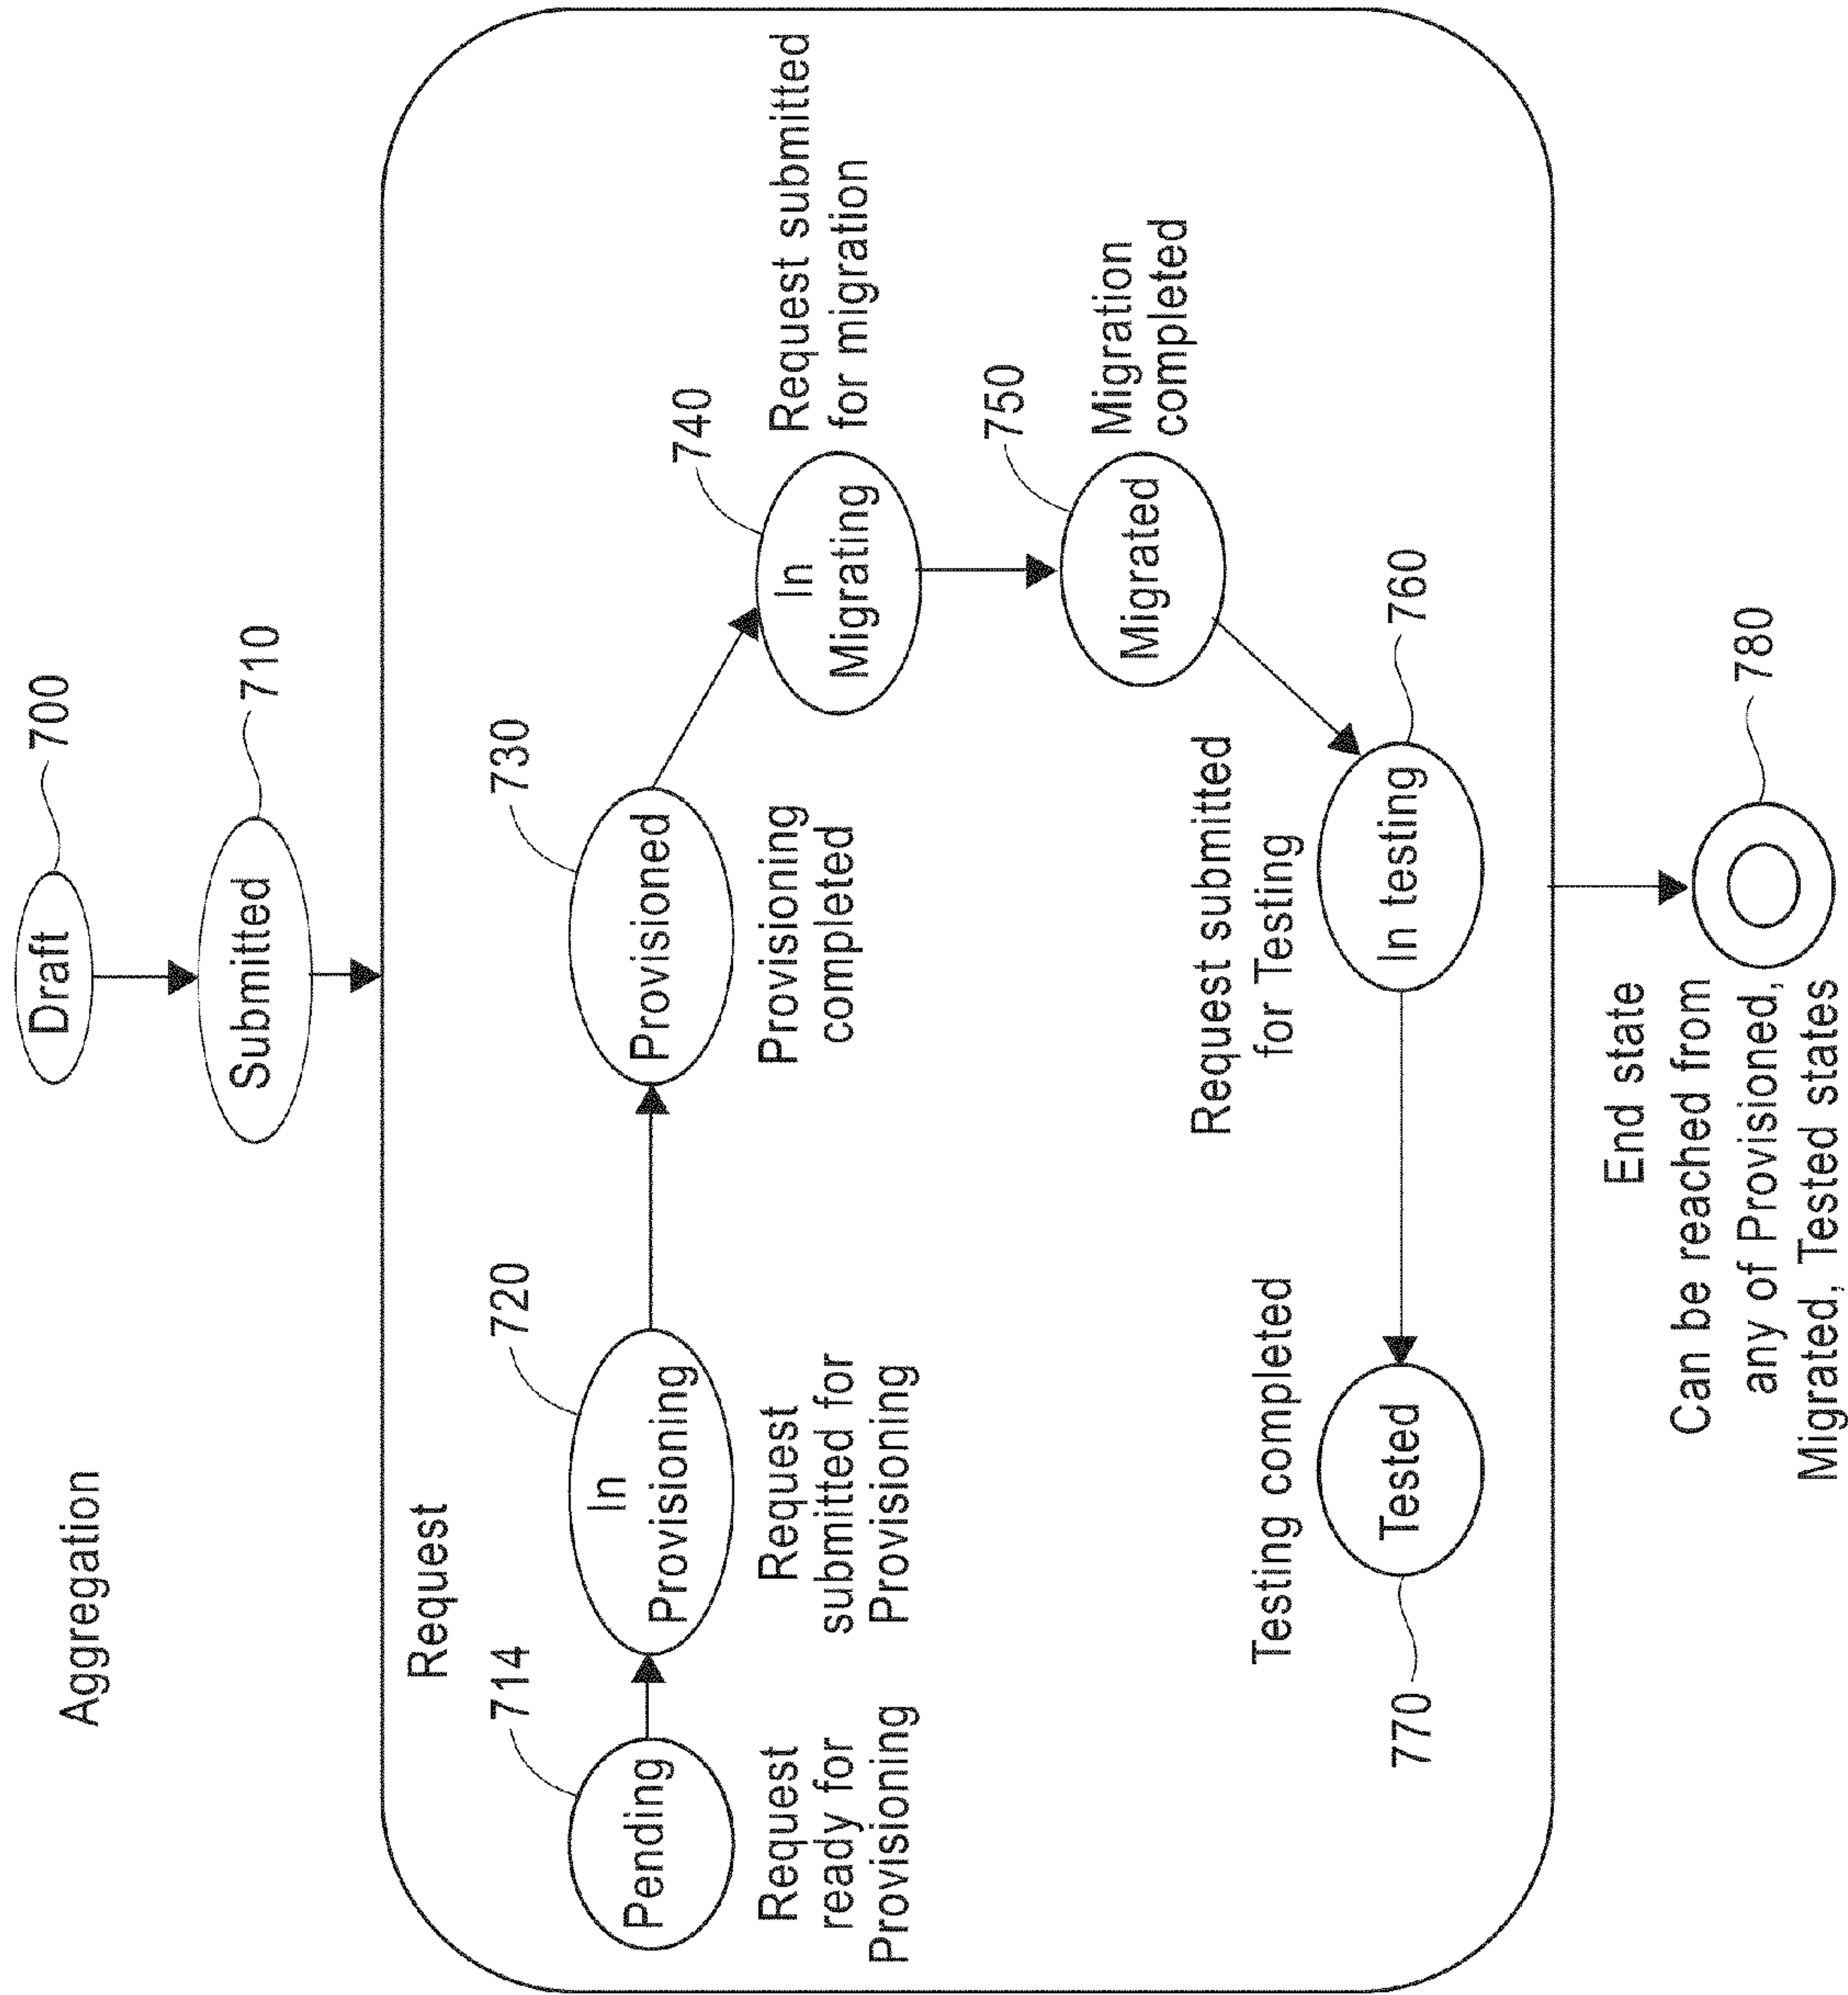 Aggregation
Draft
700
Submitted
710
Request
714
Pending
Request
ready for
Provisioning
720
In
Provisioning
Request
submitted for
Provisioning
730
Provisioned
Provisioning
completed
740
In
Migrating
Request submitted
for migration
750
Migrated
Migration
completed
Request submitted
for Testing
In testing
760
Testing completed
Tested
770
End state
Can be reached from
any of Provisioned,
Migrated, Tested states
780